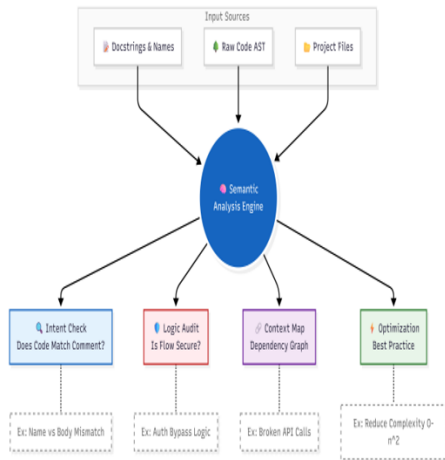 Input Sources
Docstrings & Names
Raw Code AST
Project Files
Semantic
Analysis Engine
Intent Check
Does Code Match Comment?
Logic Audit
Is Flow Secure?
Context Map
Dependency Graph
Optimization
Best Practice
Ex: Name vs Body Mismatch
Ex: Auth Bypass Logic
Ex: Broken API Calls
Ex: Reduce Complexity O-
n^2